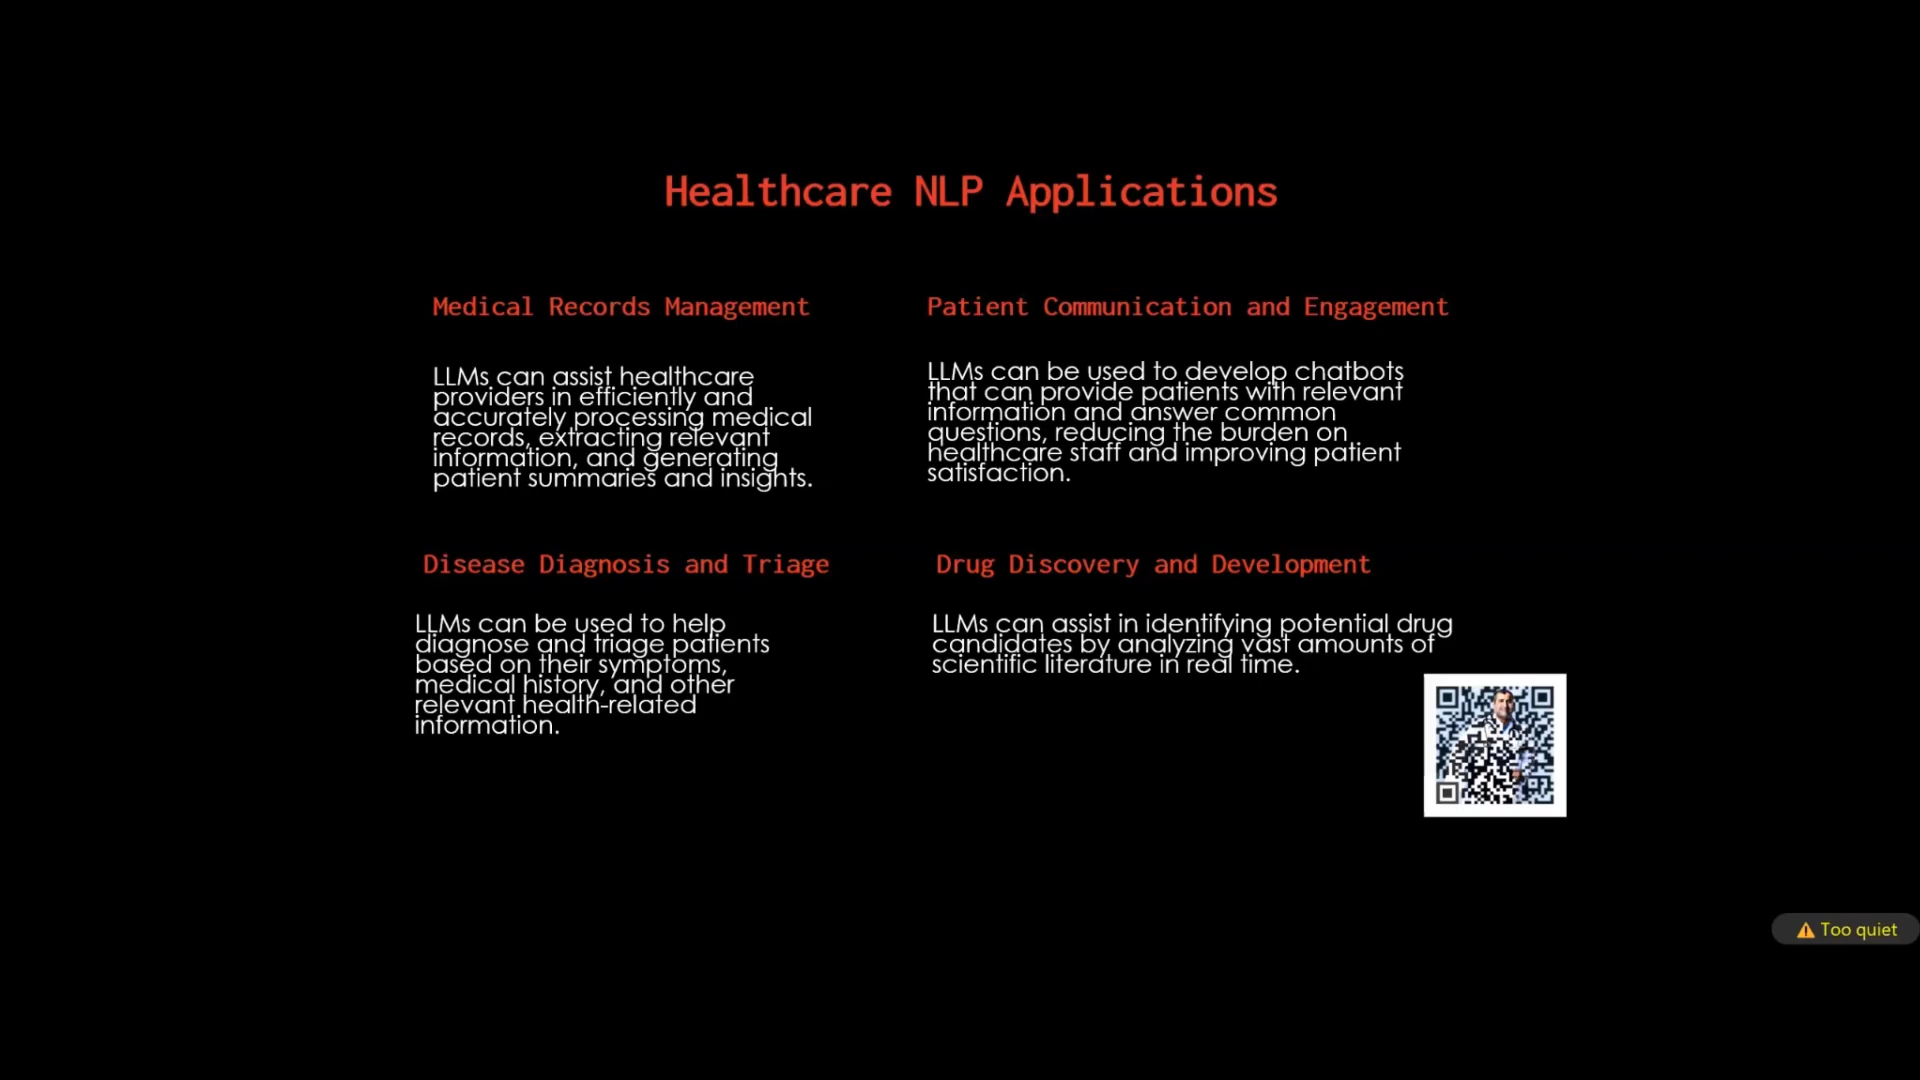 Healthcare NLP Applications
Medical Records Management
LLMs can assist healthcare
providers in efficiently and
accurately processing medical
records, extracting relevant
information, and generating
patient summaries and insights.
Patient Communication and Engagement
LLMs can be used to develop chatbots
that can provide patients with relevant
information and answer common
questions, reducing the burden on
healthcare staff and improving patient
satisfaction.
Disease Diagnosis and Triage
LLMs can be used to help
diagnose and triage patients
based on their symptoms,
medical history, and other
relevant health-related
information.
Drug Discovery and Development
LLMs can assist in identifying potential drug
candidates by analyzing vast amounts of
scientific literature in real time.
Too quiet